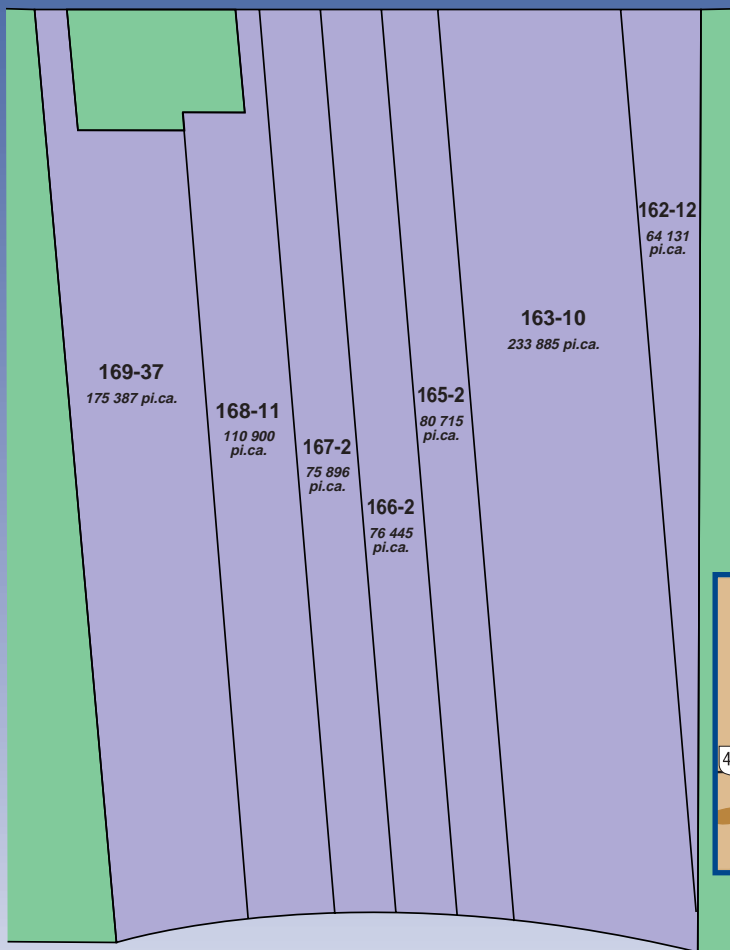 162-12
64 131
pi.ca.
163-10
233 885 pi.ca.
169-37
175 387 pi.ca.
165-2
80 715
pi.ca.
168-11
110 900
pi.ca.
167-2
75 896
pi.ca.
166-2
76 445
pi.ca.
4